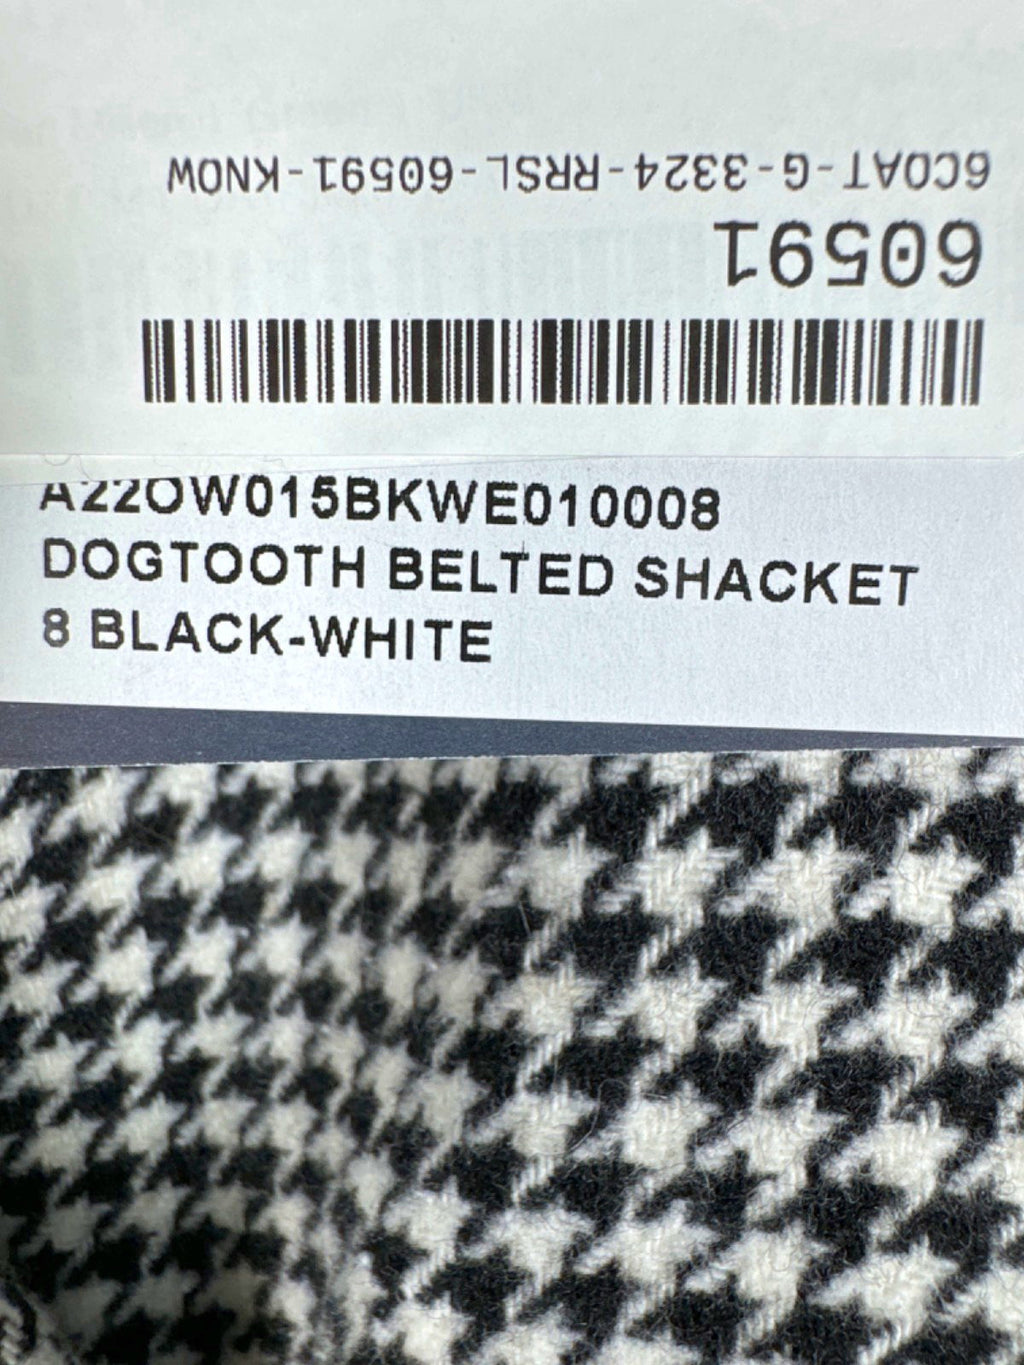 6COAT-G-3324-RRSL-60591-KNOW
60591
A22OW015BKWE010008
DOGTOOTH BELTED SHACKET
8 BLACK-WHITE